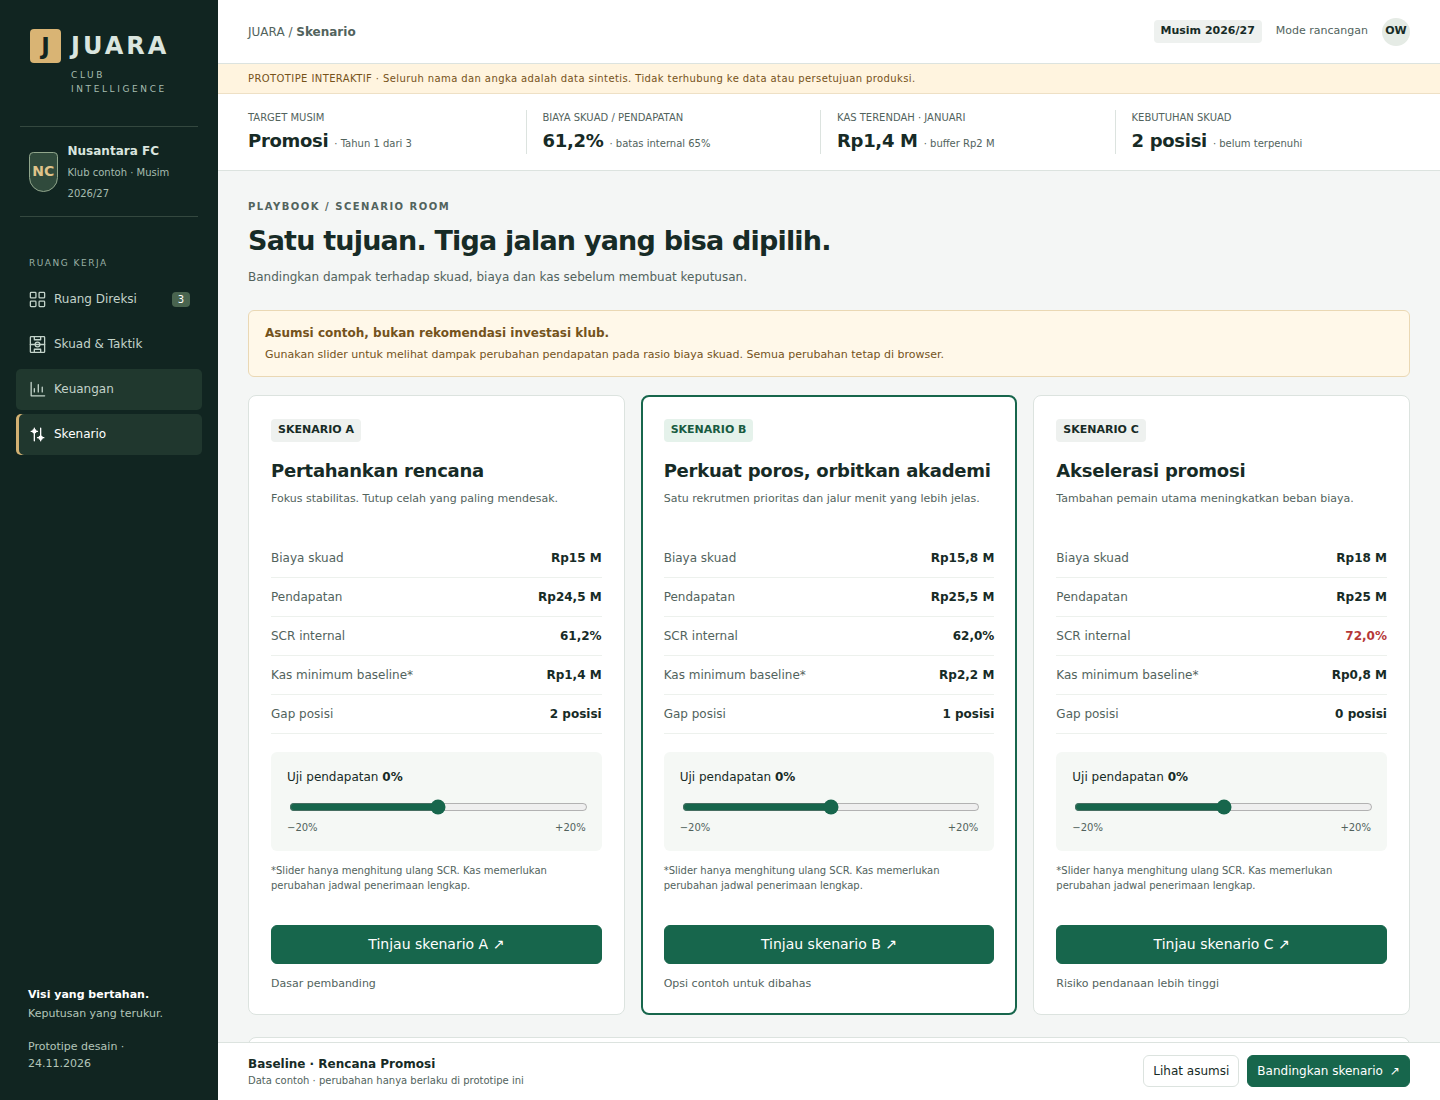 J JUARA
CLUB
INTELLIGENCE
NC
Nusantara FC
Klub contoh · Musim
2026/27
RUANG KERJA
Ruang Direksi 3
Skuad & Taktik
Keuangan
Skenario
Visi yang bertahan.
Keputusan yang terukur.
Prototipe desain ·
24.11.2026
JUARA / Skenario
Musim 2026/27 Mode rancangan OW
PROTOTIPE INTERAKTIF · Seluruh nama dan angka adalah data sintetis. Tidak terhubung ke data atau persetujuan produksi.
TARGET MUSIM
Promosi · Tahun 1 dari 3
BIAYA SKUAD / PENDAPATAN
61,2% · batas internal 65%
KAS TERENDAH · JANUARI
Rp1,4 M · buffer Rp2 M
KEBUTUHAN SKUAD
2 posisi · belum terpenuhi
PLAYBOOK / SCENARIO ROOM
Satu tujuan. Tiga jalan yang bisa dipilih.
Bandingkan dampak terhadap skuad, biaya dan kas sebelum membuat keputusan.
Asumsi contoh, bukan rekomendasi investasi klub.
Gunakan slider untuk melihat dampak perubahan pendapatan pada rasio biaya skuad. Semua perubahan tetap di browser.
SKENARIO A
Pertahankan rencana
Fokus stabilitas. Tutup celah yang paling mendesak.
Biaya skuad Rp15 M
Pendapatan Rp24,5 M
SCR internal 61,2%
Kas minimum baseline* Rp1,4 M
Gap posisi 2 posisi
Uji pendapatan 0%
−20% +20%
*Slider hanya menghitung ulang SCR. Kas memerlukan
perubahan jadwal penerimaan lengkap.
Tinjau skenario A ↗
Dasar pembanding
SKENARIO B
Perkuat poros, orbitkan akademi
Satu rekrutmen prioritas dan jalur menit yang lebih jelas.
Biaya skuad Rp15,8 M
Pendapatan Rp25,5 M
SCR internal 62,0%
Kas minimum baseline* Rp2,2 M
Gap posisi 1 posisi
Uji pendapatan 0%
−20% +20%
*Slider hanya menghitung ulang SCR. Kas memerlukan
perubahan jadwal penerimaan lengkap.
Tinjau skenario B ↗
Opsi contoh untuk dibahas
SKENARIO C
Akselerasi promosi
Tambahan pemain utama meningkatkan beban biaya.
Biaya skuad Rp18 M
Pendapatan Rp25 M
SCR internal 72,0%
Kas minimum baseline* Rp0,8 M
Gap posisi 0 posisi
Uji pendapatan 0%
−20% +20%
*Slider hanya menghitung ulang SCR. Kas memerlukan
perubahan jadwal penerimaan lengkap.
Tinjau skenario C ↗
Risiko pendanaan lebih tinggi
Baseline · Rencana Promosi
Data contoh · perubahan hanya berlaku di prototipe ini
Lihat asumsi Bandingkan skenario ↗